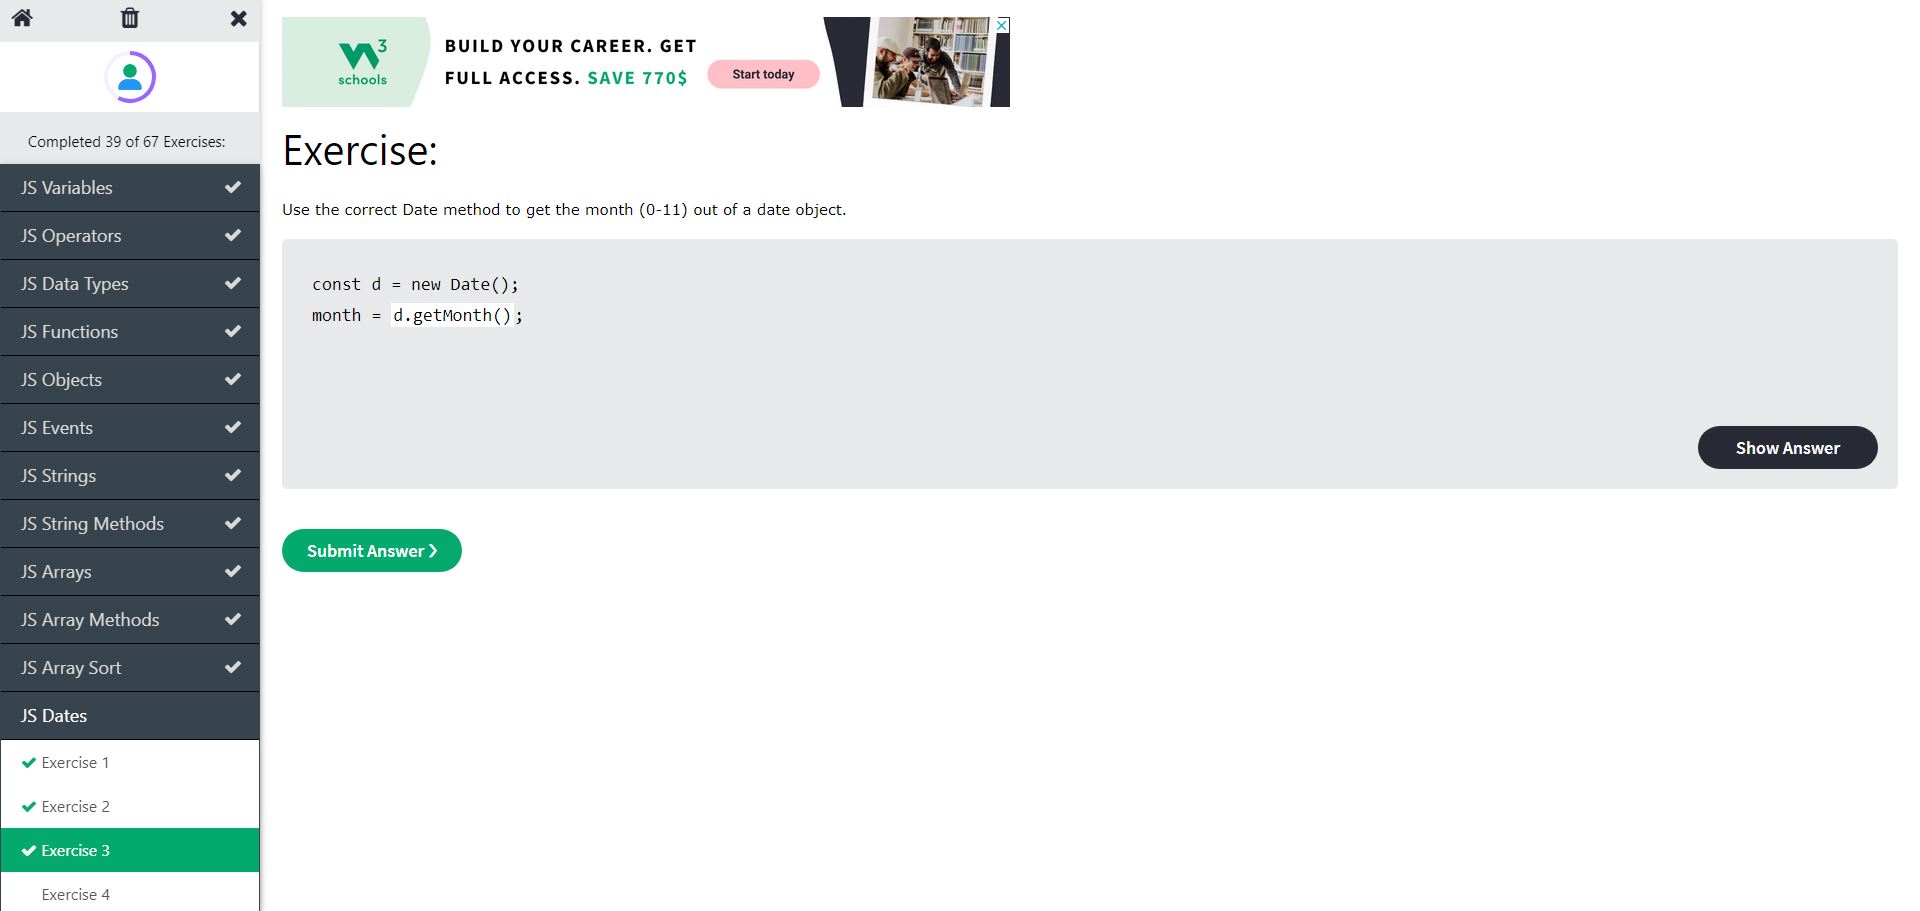 Completed 39 of 67 Exercises:
JS Variables
JS Operators
JS Data Types
JS Functions
JS Objects
JS Events
JS Strings
JS String Methods
JS Arrays
JS Array Methods
JS Array Sort
JS Dates
Exercise 1
Exercise 2
Exercise 3
Exercise 4
W3
schools
BUILD YOUR CAREER. GET
FULL ACCESS. SAVE 770$
Start today
Exercise:
Use the correct Date method to get the month (0-11) out of a date object.
const d = new Date();
month = d.getMonth();
Show Answer
Submit Answer ❯